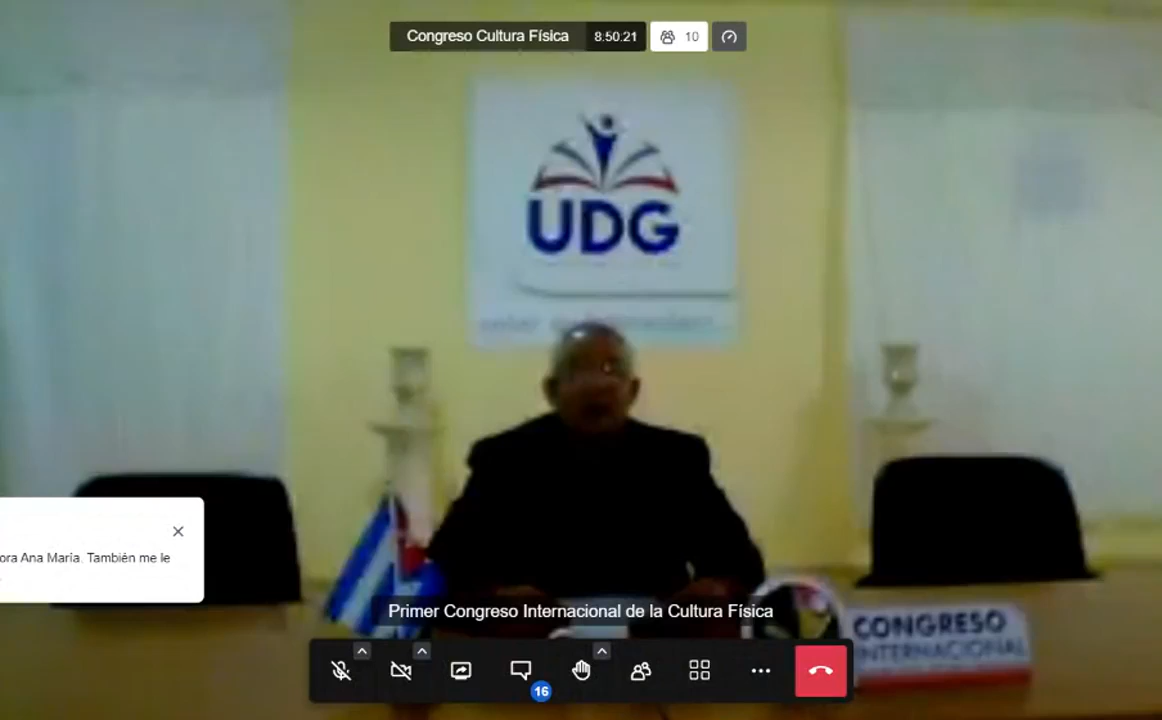 Congreso Cultura Física 8:50:21 10
UDG
ora Ana María. También me le
Primer Congreso Internacional de la Cultura Física
CONGRESO
INTERNACIONAL
16